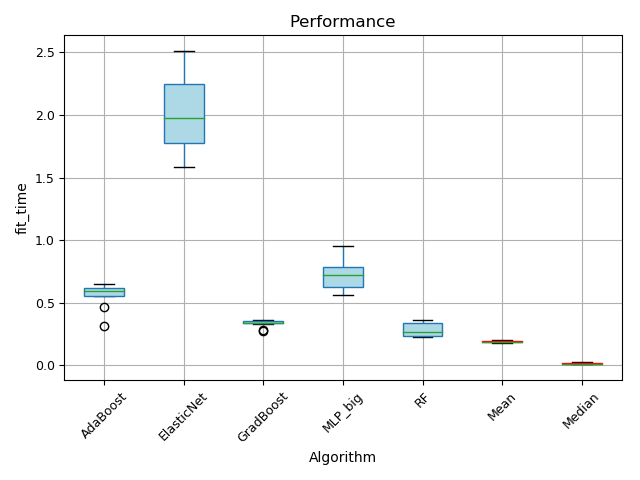 Performance
fit_time
2.5
2.0
1.5
1.0
0.5
0.0
AdaBoost
ElasticNet
GradBoost
MLP_big
RF
Mean
Median
Algorithm